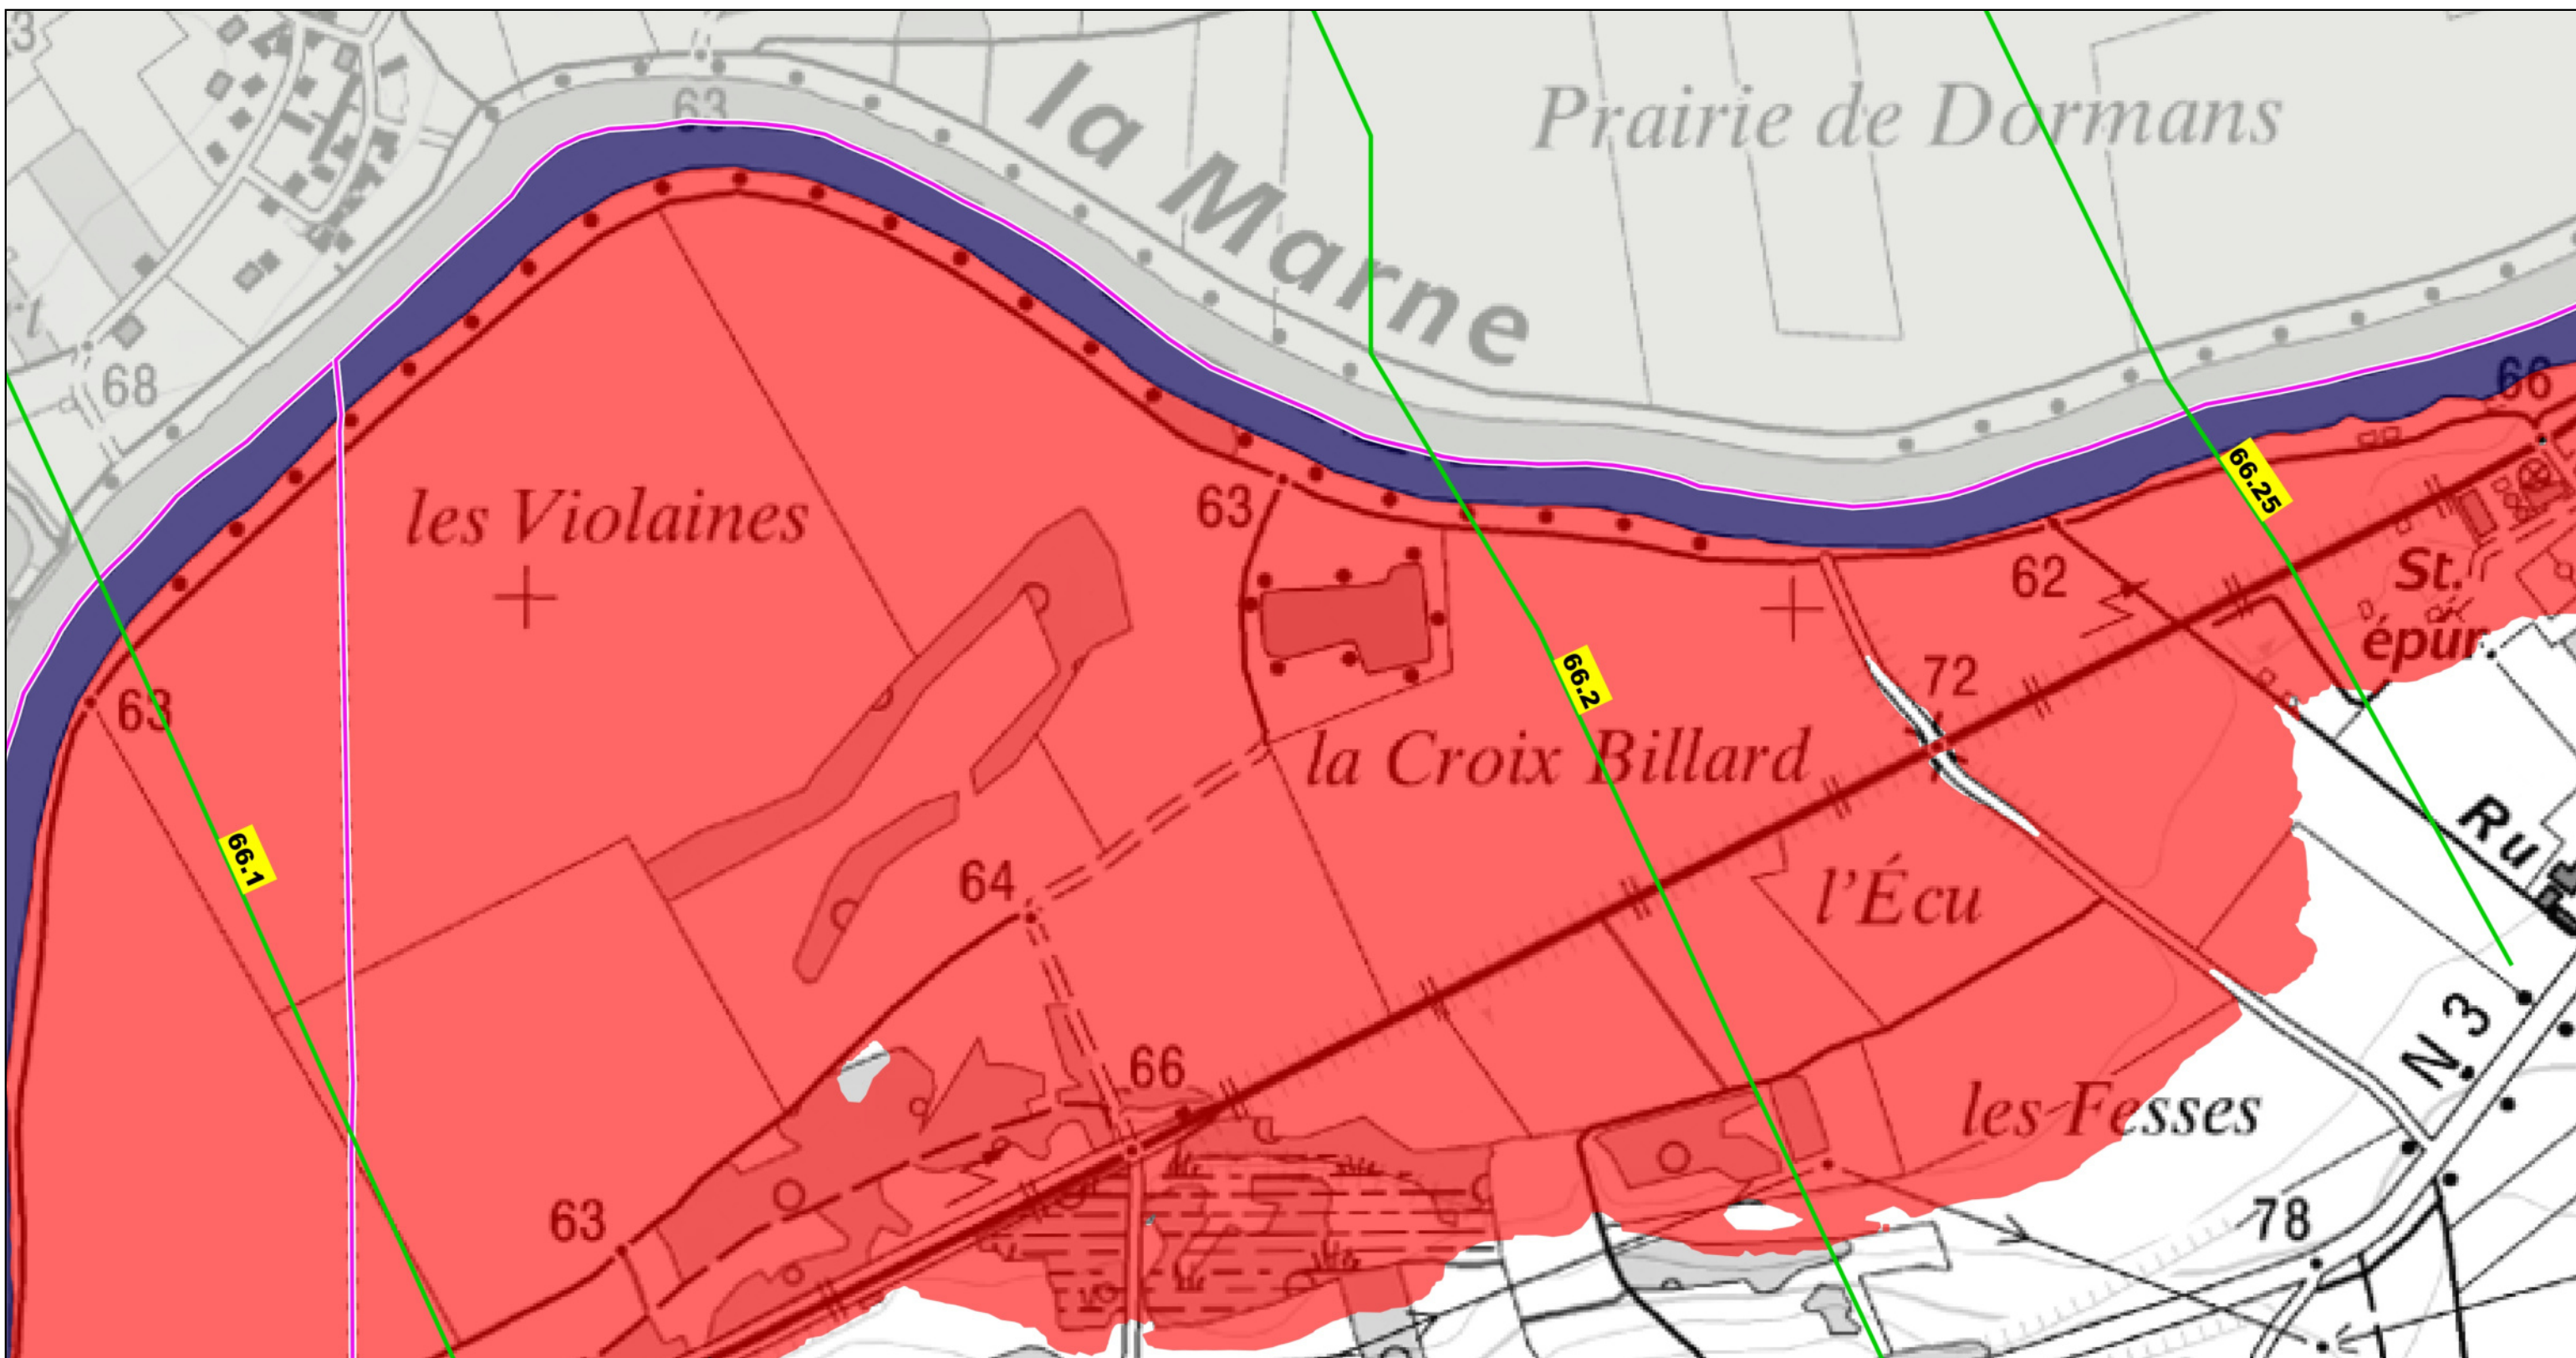 63
la Marne
Prairie de Dormans
68
66
les Violaines
63
66.25
62
St.
épur.
63
66.2
72
la Croix Billard
66.1
Ru
64
l'Écu
N 3
66
les Fesses
63
78